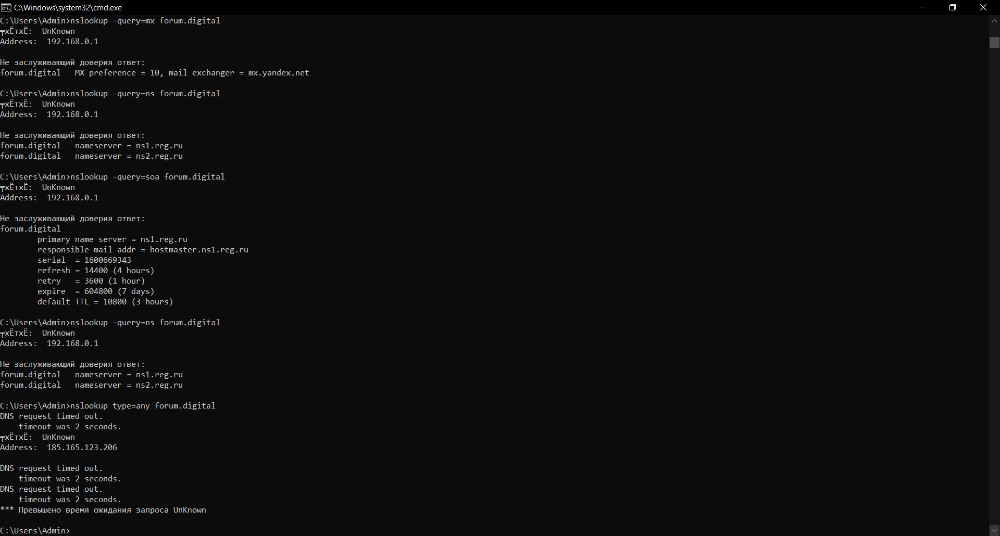 C:\Windows\system32\cmd.exe
C:\Users\Admin>nslookup -query=mx forum.digital
╤хЁтхЁ:  UnKnown
Address:  192.168.0.1

Не заслуживающий доверия ответ:
forum.digital   MX preference = 10, mail exchanger = mx.yandex.net

C:\Users\Admin>nslookup -query=ns forum.digital
╤хЁтхЁ:  UnKnown
Address:  192.168.0.1

Не заслуживающий доверия ответ:
forum.digital   nameserver = ns1.reg.ru
forum.digital   nameserver = ns2.reg.ru

C:\Users\Admin>nslookup -query=soa forum.digital
╤хЁтхЁ:  UnKnown
Address:  192.168.0.1

Не заслуживающий доверия ответ:
forum.digital
        primary name server = ns1.reg.ru
        responsible mail addr = hostmaster.ns1.reg.ru
        serial  = 1600669343
        refresh = 14400 (4 hours)
        retry   = 3600 (1 hour)
        expire  = 604800 (7 days)
        default TTL = 10800 (3 hours)

C:\Users\Admin>nslookup -query=ns forum.digital
╤хЁтхЁ:  UnKnown
Address:  192.168.0.1

Не заслуживающий доверия ответ:
forum.digital   nameserver = ns1.reg.ru
forum.digital   nameserver = ns2.reg.ru

C:\Users\Admin>nslookup type=any forum.digital
DNS request timed out.
    timeout was 2 seconds.
╤хЁтхЁ:  UnKnown
Address:  185.165.123.206

DNS request timed out.
    timeout was 2 seconds.
DNS request timed out.
    timeout was 2 seconds.
*** Превышено время ожидания запроса UnKnown

C:\Users\Admin>